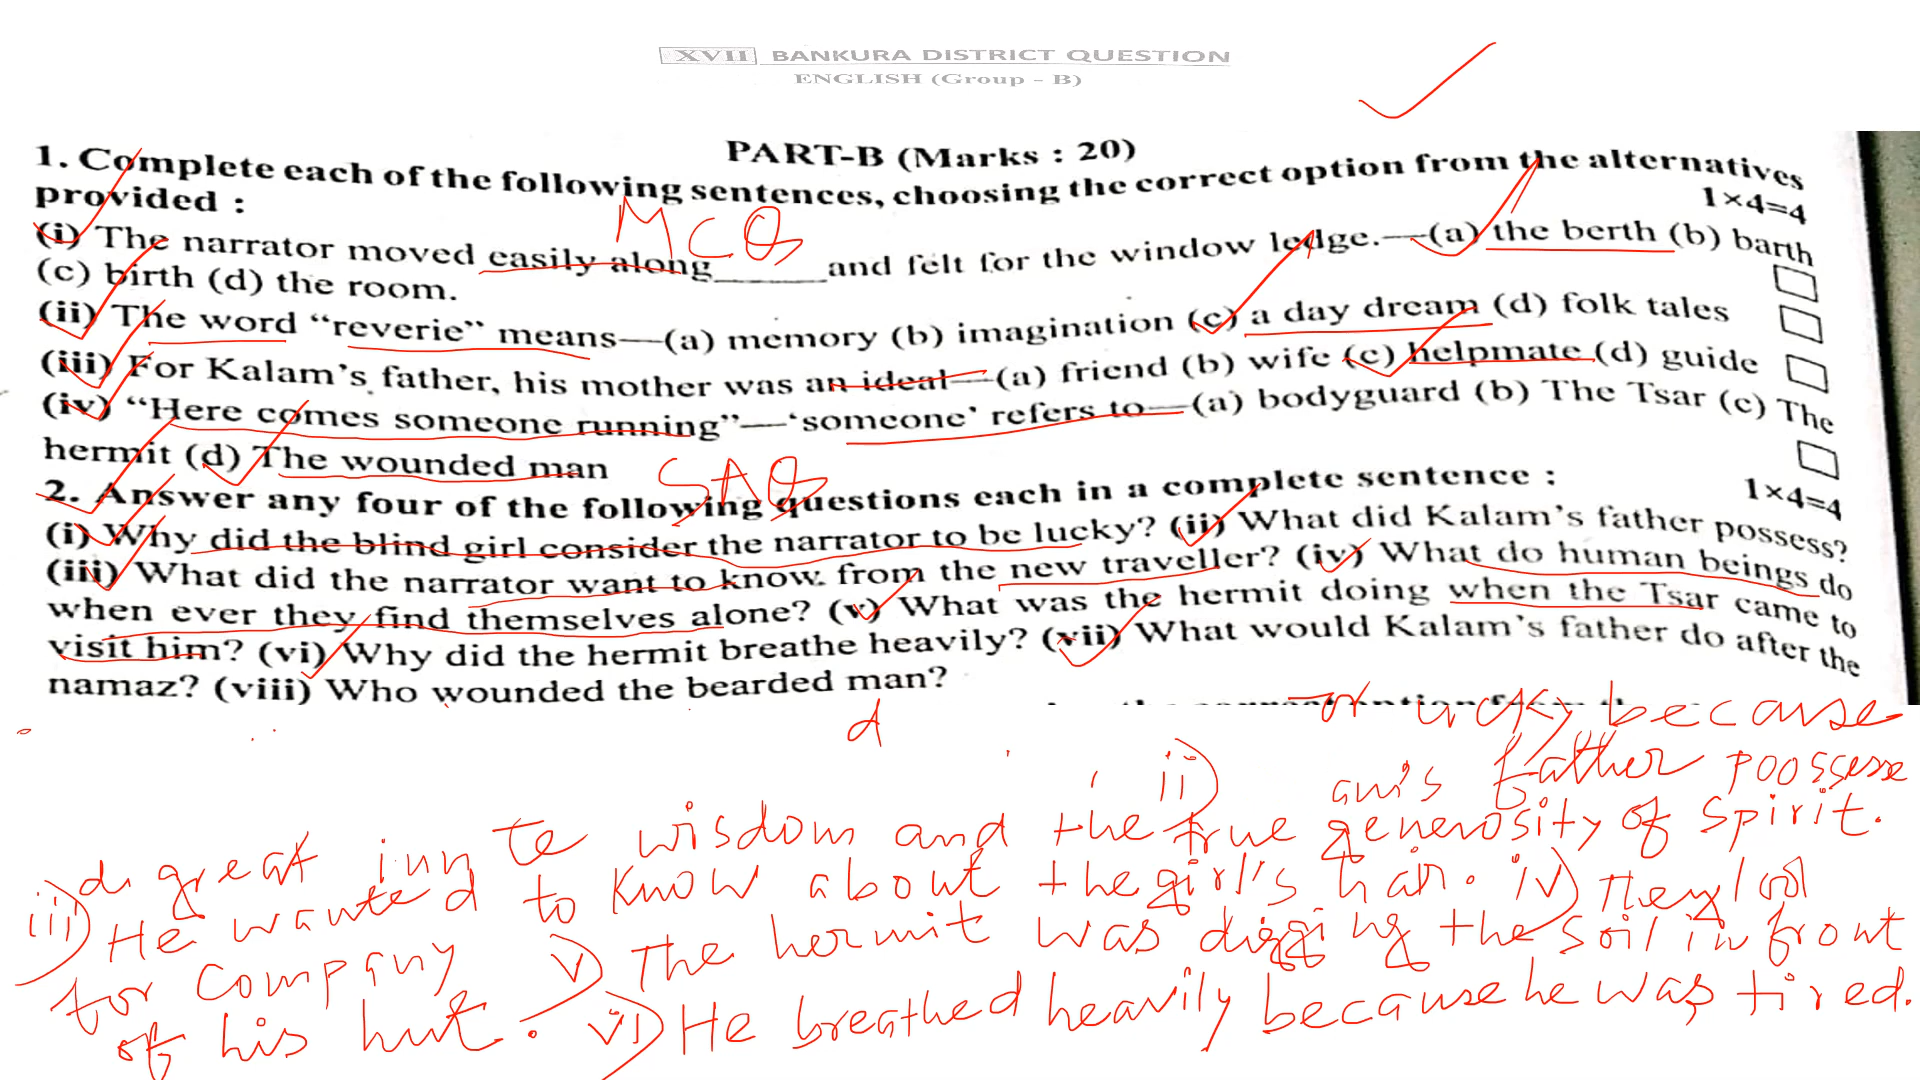 XVII BANKURA DISTRICT QUESTION
ENGLISH (Group - B)
PART-B (Marks : 20)
1. Complete each of the following sentences, choosing the correct option from the alternatives
provided :
1×4=4
MCQ
(i) The narrator moved easily along______and felt for the window ledge.—(a) the berth (b) barth
(c) birth (d) the room.
(ii) The word “reverie” means—(a) memory (b) imagination (c) a day dream (d) folk tales
(iii) For Kalam’s father, his mother was an ideal—(a) friend (b) wife (c) helpmate (d) guide
(iv) “Here comes someone running”—‘someone’ refers to—(a) bodyguard (b) The Tsar (c) The
hermit (d) The wounded man
SAQ
2. Answer any four of the following questions each in a complete sentence :
1×4=4
(i) Why did the blind girl consider the narrator to be lucky? (ii) What did Kalam’s father possess?
(iii) What did the narrator want to know from the new traveller? (iv) What do human beings do
when ever they find themselves alone? (v) What was the hermit doing when the Tsar came to
visit him? (vi) Why did the hermit breathe heavily? (vii) What would Kalam’s father do after the
namaz? (viii) Who wounded the bearded man?
d because
ii) father
great inn te wisdom and the true generosity of spirit.
iii) He wanted to know about the girl's hair. iv) They
for company v) The hermit was digging the soil in front
of his hut. vi) He breathed heavily because he was tired.